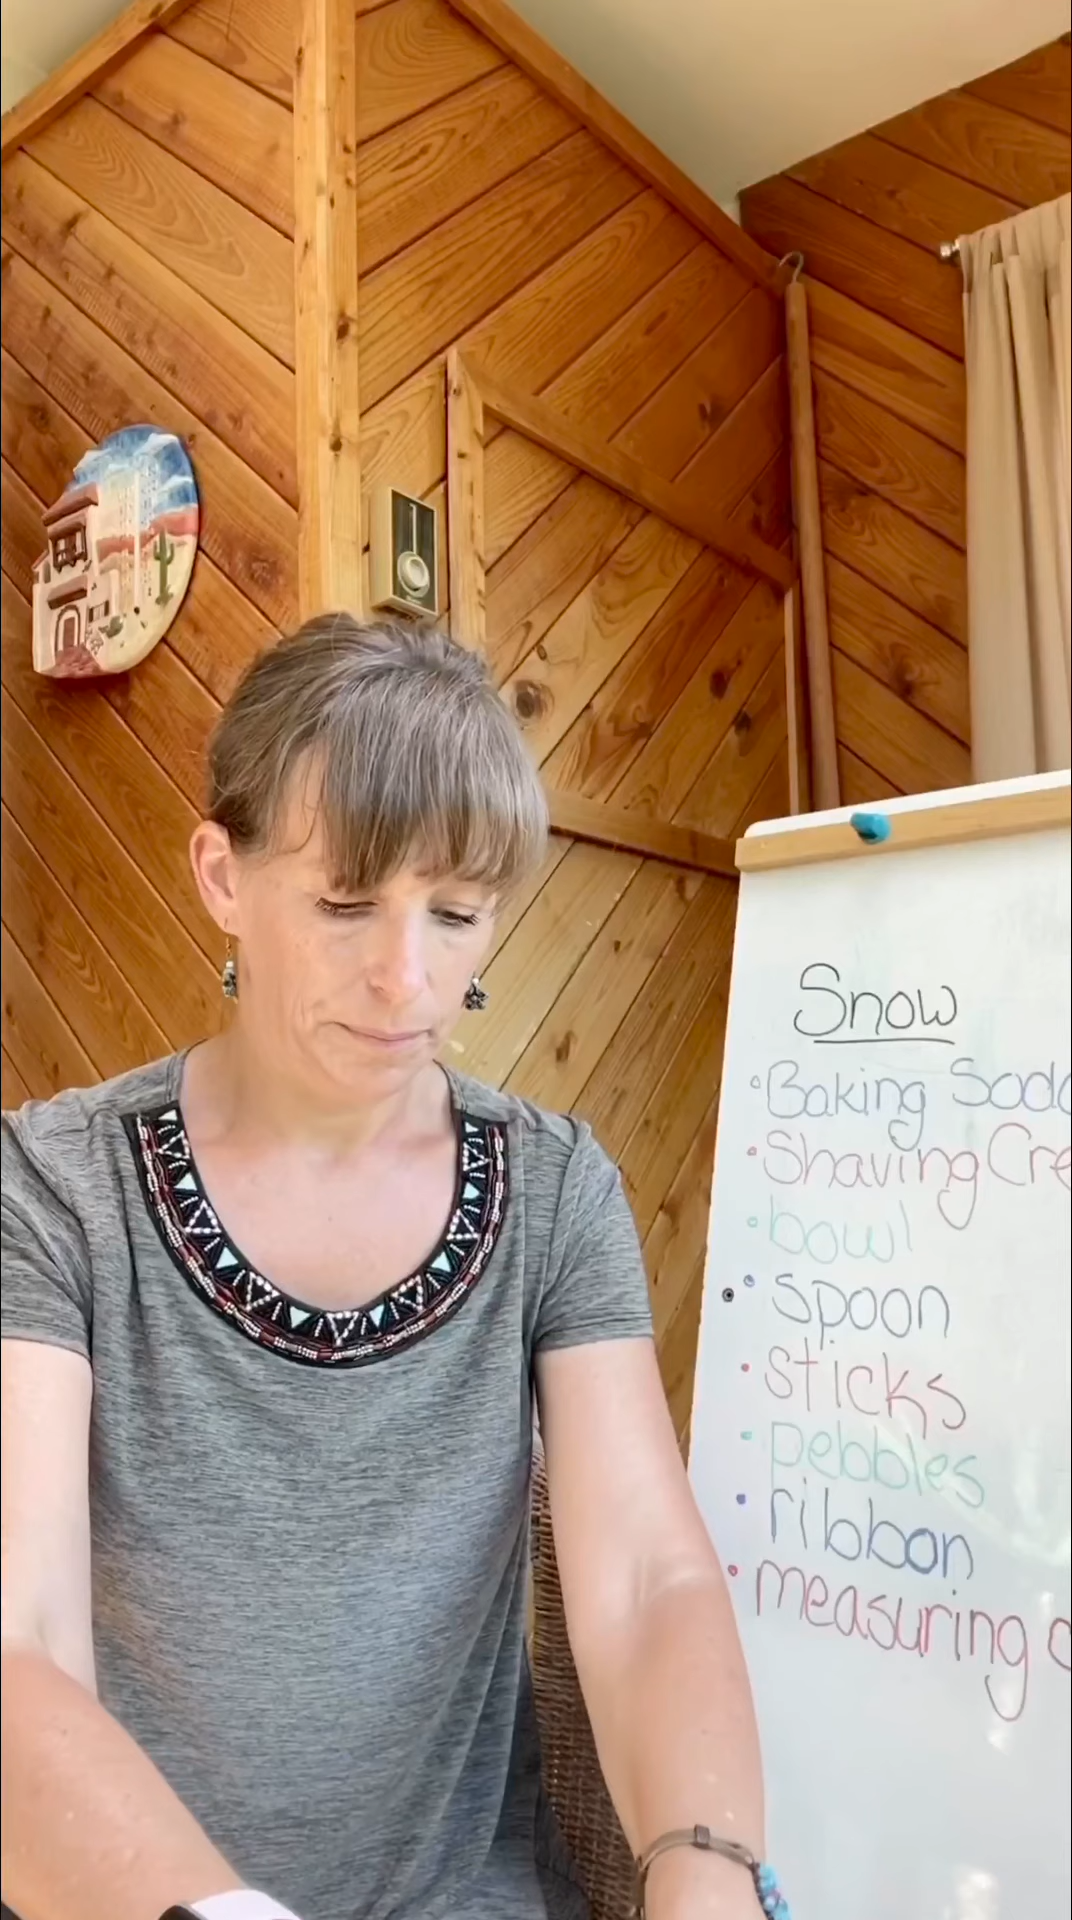 Snow
• Baking Soda
• Shaving Cre
• bowl
• spoon
• sticks
• pebbles
• ribbon
• measuring c